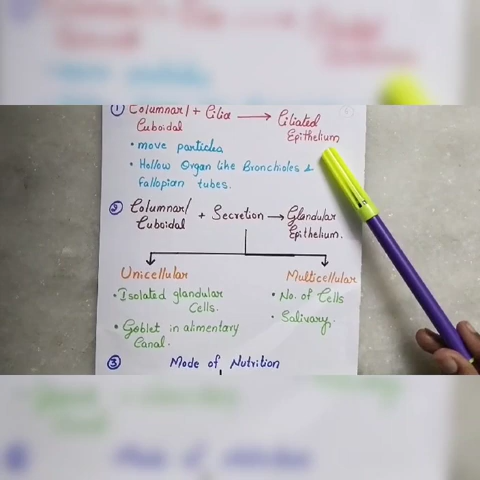 ① Columnar/ + Cilia → Ciliated
Cuboidal Epithelium
• move particles
• Hollow Organ like Bronchioles &
fallopian tubes.
② Columnar/ + Secretion → Glandular
Cuboidal Epithelium.
Unicellular Multicellular
• Isolated glandular • No. of Cells
Cells. • Salivary.
• Goblet in alimentary
Canal.
③ Mode of Nutrition